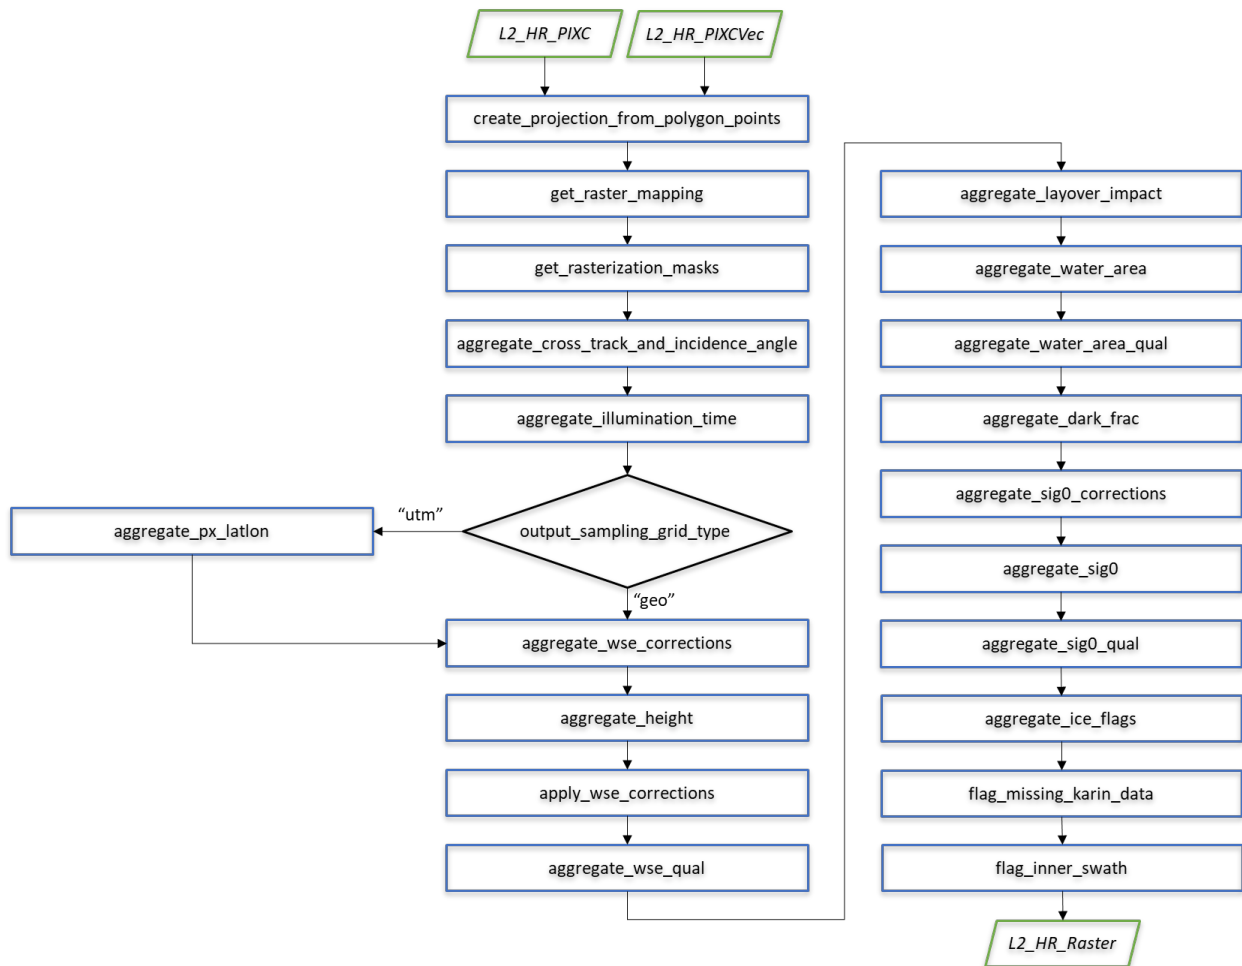 L2_HR_PIXC
L2_HR_PIXCVec
create_projection_from_polygon_points
get_raster_mapping
get_rasterization_masks
aggregate_cross_track_and_incidence_angle
aggregate_illumination_time
output_sampling_grid_type
“utm”
aggregate_px_latlon
“geo”
aggregate_wse_corrections
aggregate_height
apply_wse_corrections
aggregate_wse_qual
aggregate_layover_impact
aggregate_water_area
aggregate_water_area_qual
aggregate_dark_frac
aggregate_sig0_corrections
aggregate_sig0
aggregate_sig0_qual
aggregate_ice_flags
flag_missing_karin_data
flag_inner_swath
L2_HR_Raster